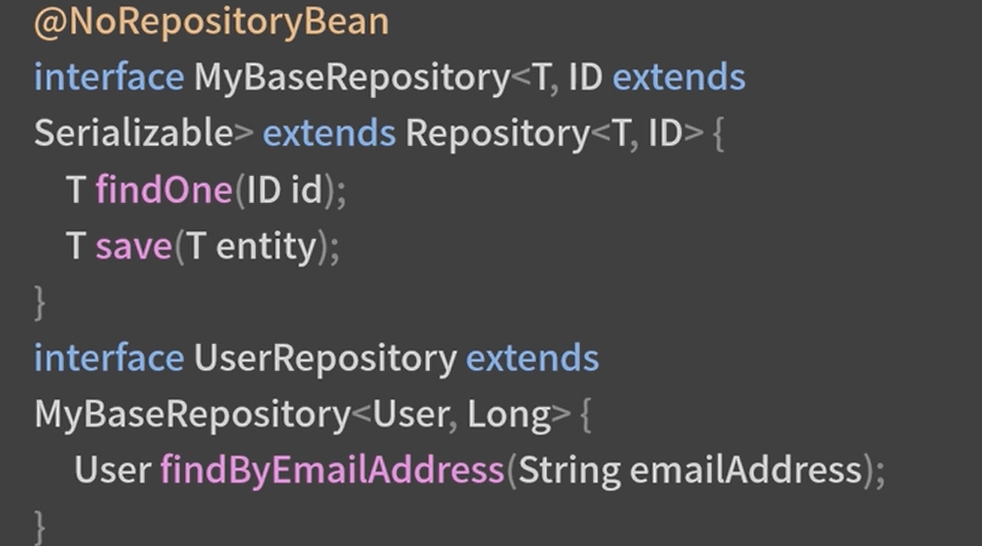 @NoRepositoryBean
interface MyBaseRepository<T, ID extends
Serializable> extends Repository<T, ID> {
T findOne(ID id);
T save(T entity);
}
interface UserRepository extends
MyBaseRepository<User, Long> {
User findByEmailAddress(String emailAddress);
}